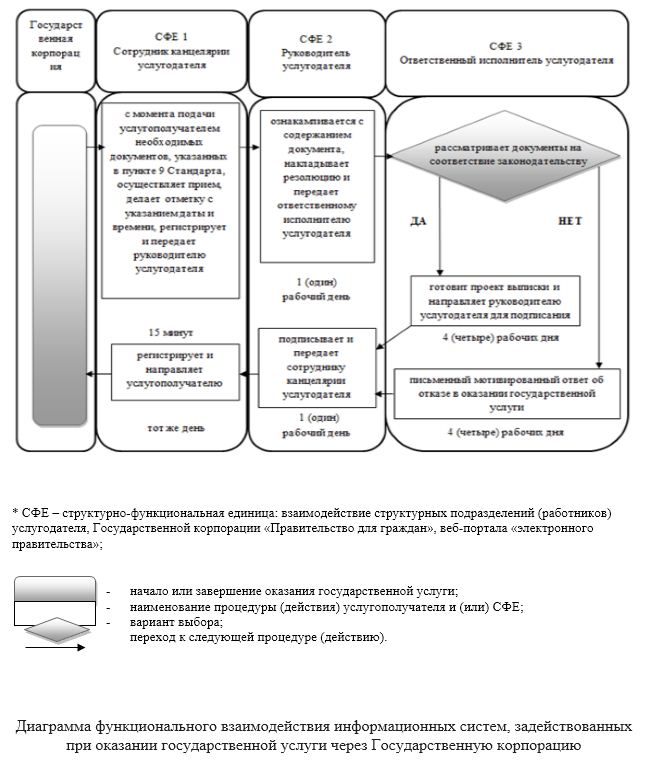 Государст
венная
корпорац
ия
СФЕ 1
Сотрудник канцелярии
услугодателя
СФЕ 2
Руководитель
услугодателя
СФЕ 3
Ответственный исполнитель услугодателя
с момента подачи
услугополучателем
необходимых
документов, указанных
в пункте 9 Стандарта,
осуществляет прием,
делает отметку с
указанием даты и
времени, регистрирует
и передает
руководителю
услугодателя
15 минут
ознакампивается с
содержанием
документа,
накладывает
резолюцию и
передает
ответственному
исполнителю
услугодателя
1 (один)
рабочий день
рассматривает документы на
соответствие законодательству
ДА
НЕТ
готовит проект выписки и
направляет руководителю
услугодателя для подписания
4 (четыре) рабочих дня
письменный мотивированный ответ об
отказе в оказании государственной
услуги
4 (четыре) рабочих дня
подписывает и
передает
сотруднику
канцелярии
услугодателя
1 (один)
рабочий день
регистрирует и
направляет
услугополучателю
тот же день
* СФЕ – структурно-функциональная единица: взаимодействие структурных подразделений (работников)
услугодателя, Государственной корпорации «Правительство для граждан», веб-портала «электронного
правительства»;
- начало или завершение оказания государственной услуги;
- наименование процедуры (действия) услугополучателя и (или) СФЕ;
- вариант выбора;
переход к следующей процедуре (действию).
Диаграмма функционального взаимодействия информационных систем, задействованных
при оказании государственной услуги через Государственную корпорацию